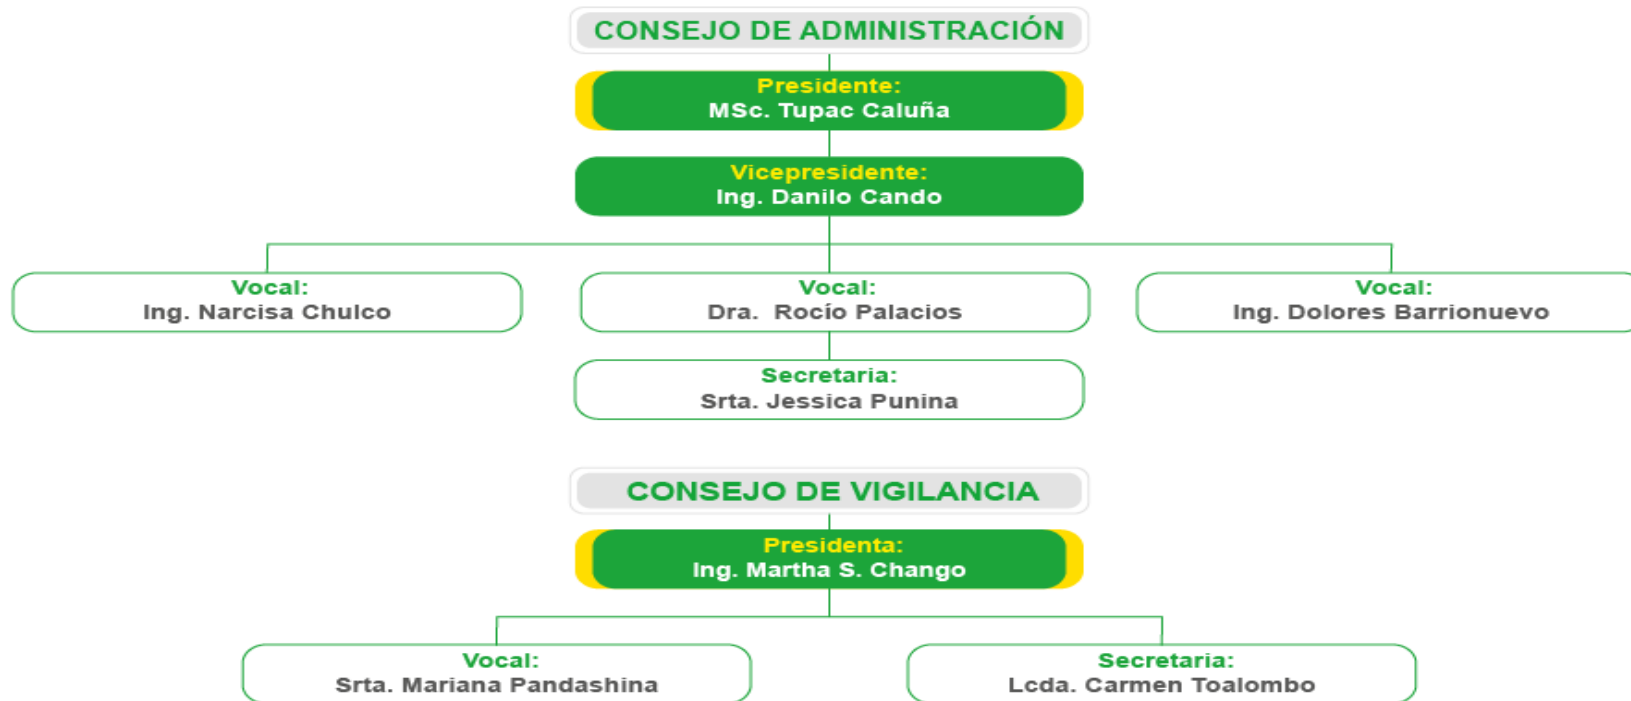 CONSEJO DE ADMINISTRACIÓN
Presidente:
MSc. Tupac Caluña
Vicepresidente:
Ing. Danilo Cando
Vocal:
Ing. Narcisa Chulco
Vocal:
Dra. Rocío Palacios
Vocal:
Ing. Dolores Barrionuevo
Secretaria:
Srta. Jessica Punina
CONSEJO DE VIGILANCIA
Presidenta:
Ing. Martha S. Chango
Vocal:
Srta. Mariana Pandashina
Secretaria:
Lcda. Carmen Toalombo